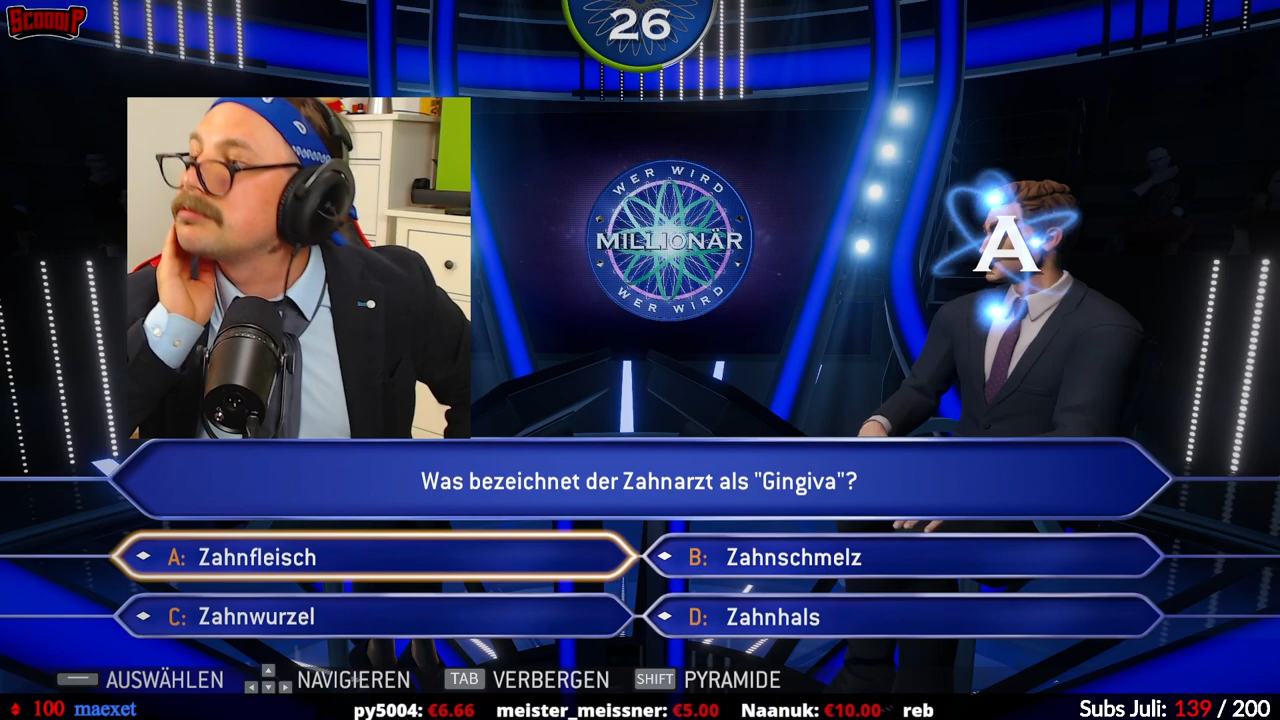 SCOOOIP
26
WER WIRD
MILLIONÄR
WER WIRD
A
Was bezeichnet der Zahnarzt als "Gingiva"?
A: Zahnfleisch
B: Zahnschmelz
C: Zahnwurzel
D: Zahnhals
AUSWÄHLEN NAVIGIEREN TAB VERBERGEN SHIFT PYRAMIDE
100 maexet py5004: €6.66 meister_meissner: €5.00 Naanuk: €10.00 reb Subs Juli: 139 / 200